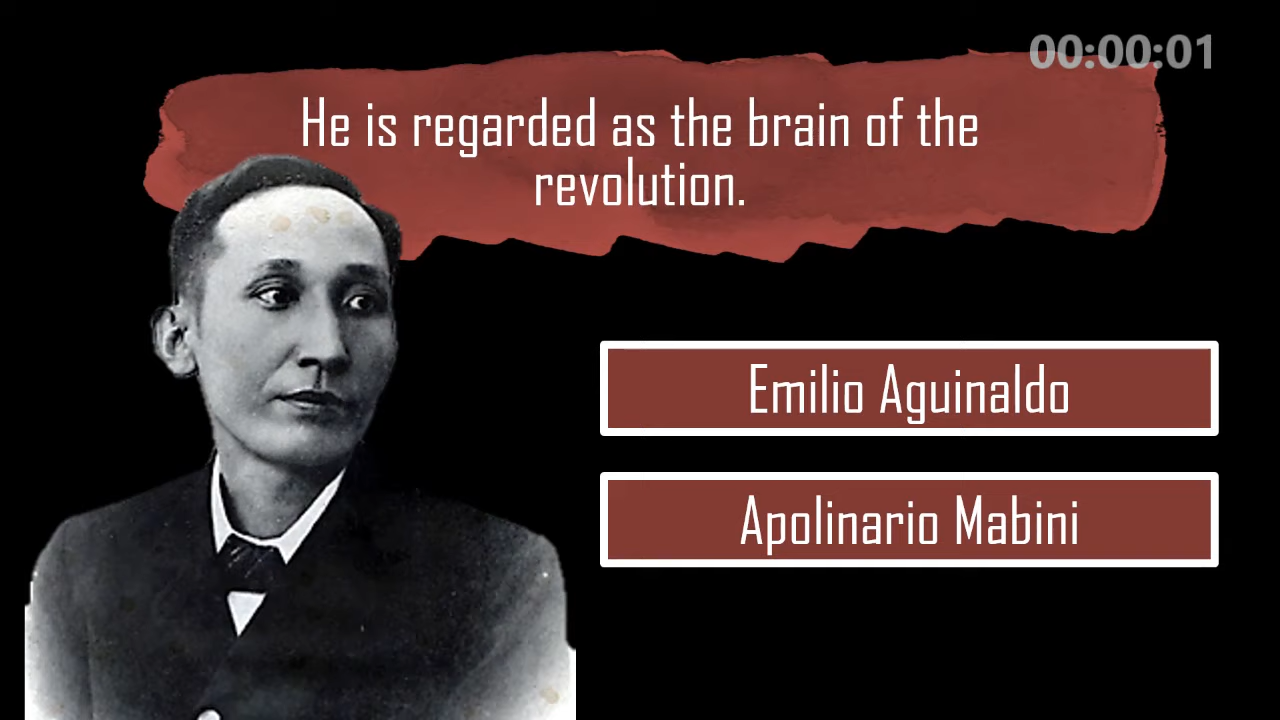 00:00:01
He is regarded as the brain of the
revolution.
Emilio Aguinaldo
Apolinario Mabini